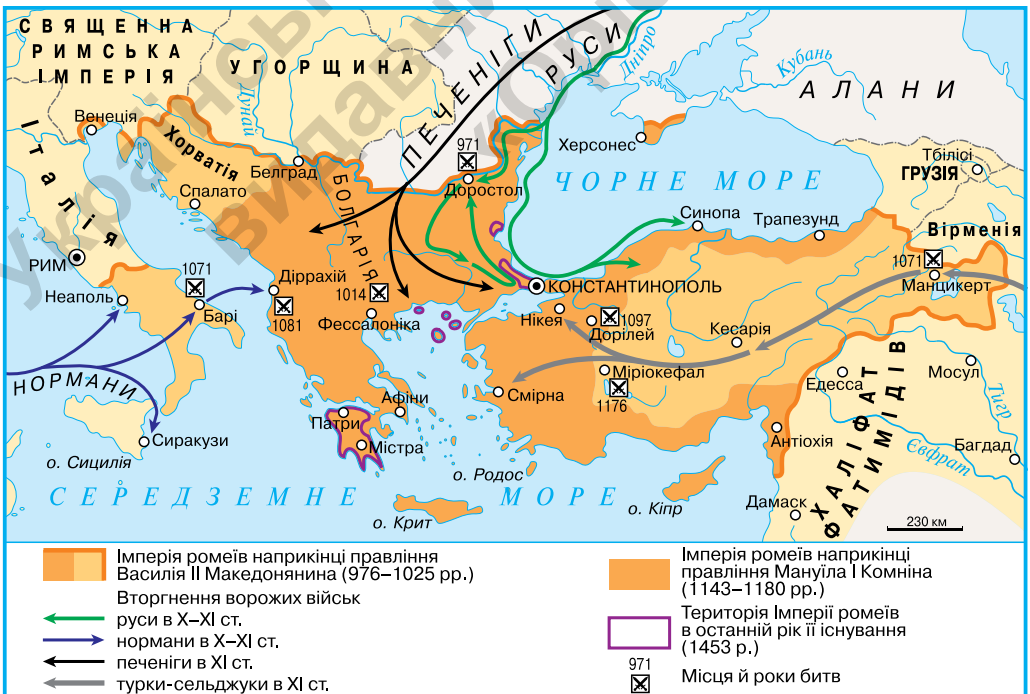 СВЯЩЕННА
РИМСЬКА
ІМПЕРІЯ
УГОРЩИНА
ПЕЧЕНІГИ
РУСИ
Дніпро
Кубань
АЛАНИ
Дунай
Венеція
Італія
Хорватія
Белград
971
Херсонес
Тбілісі
ГРУЗІЯ
Спалато
БОЛГАРІЯ
Доростол
ЧОРНЕ МОРЕ
Синопа
Трапезунд
Вірменія
РИМ
1071
1071
Манцикерт
Неаполь
Барі
Діррахій
1014
КОНСТАНТИНОПОЛЬ
1081
Фессалоніка
Нікея
1097
Дорілей
Кесарія
НОРМАНИ
Афіни
Смірна
Міріокефал
1176
Едесса
Мосул
Тигр
Патри
Містра
Сиракузи
Антіохія
Євфрат
Багдад
о. Сицилія
о. Родос
СЕРЕДЗЕМНЕ МОРЕ
о. Крит
о. Кіпр
Дамаск
ХАЛІФАТ
ФАТИМІДІВ
230 км
Імперія ромеїв наприкінці правління
Василія II Македонянина (976–1025 рр.)
Вторгнення ворожих військ
руси в X–XI ст.
нормани в X–XI ст.
печеніги в XI ст.
турки-сельджуки в XI ст.
Імперія ромеїв наприкінці
правління Мануїла I Комніна
(1143–1180 рр.)
Територія Імперії ромеїв
в останній рік її існування
(1453 р.)
971
Місця й роки битв